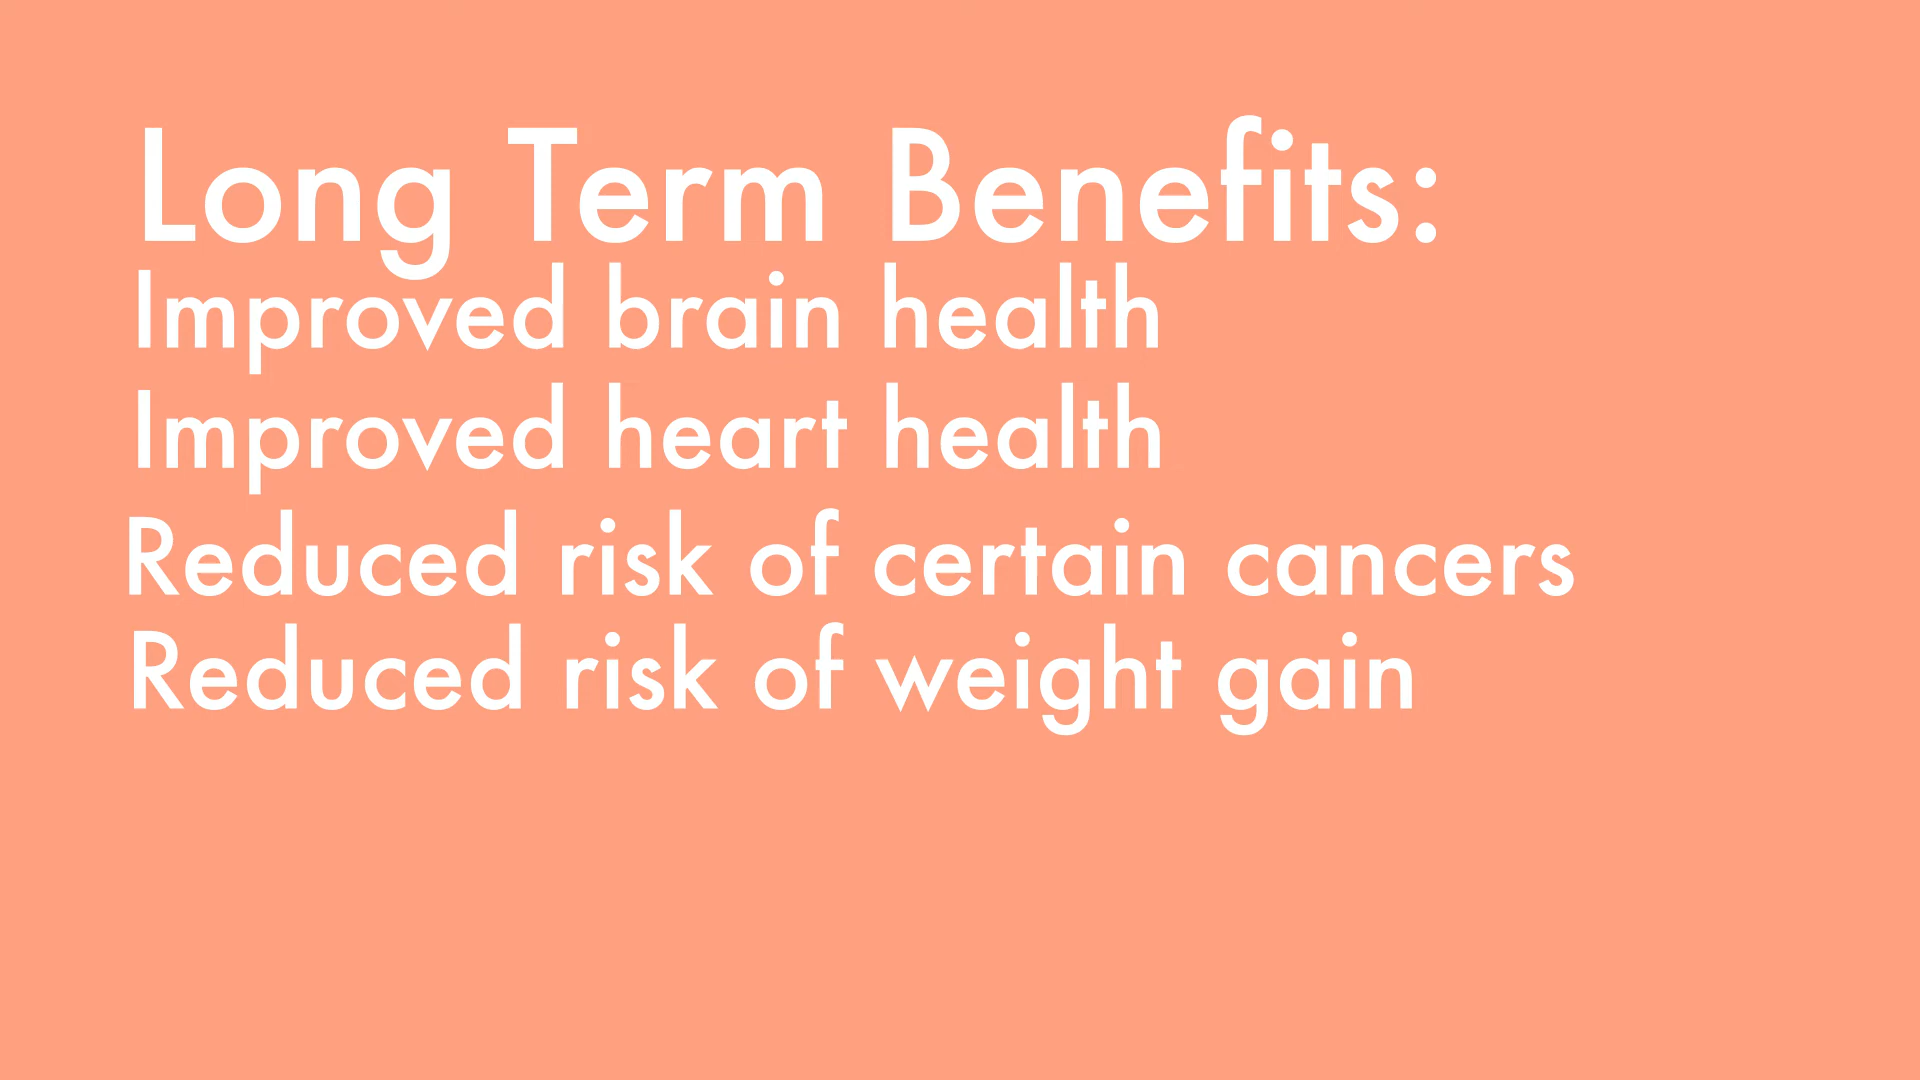 Long Term Benefits:
Improved brain health
Improved heart health
Reduced risk of certain cancers
Reduced risk of weight gain